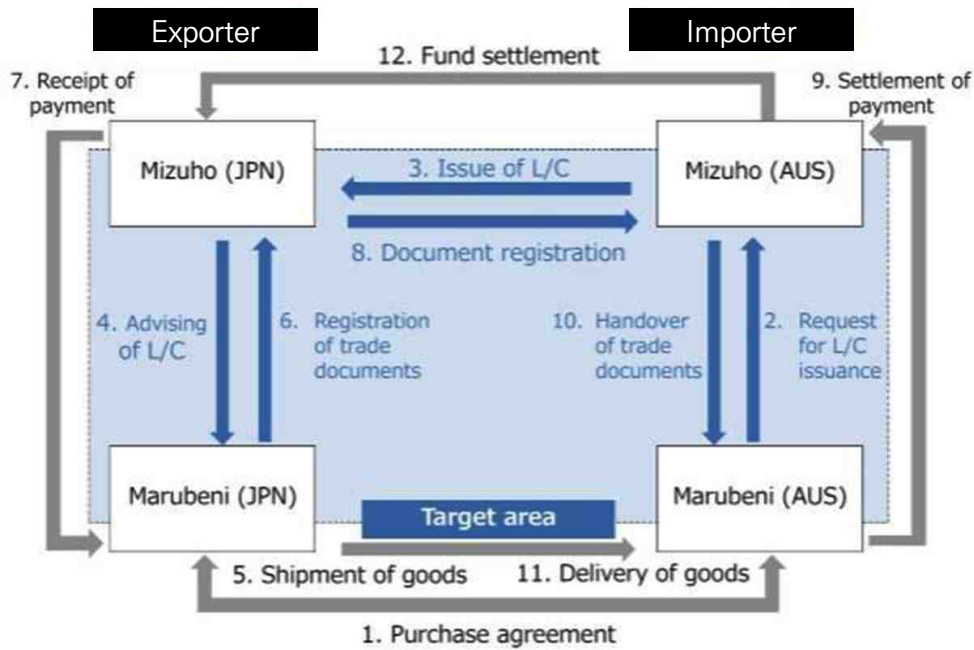 Exporter
Importer
12. Fund settlement
7. Receipt of
payment
9. Settlement of
payment
Mizuho (JPN)
Mizuho (AUS)
3. Issue of L/C
8. Document registration
4. Advising
of L/C
6. Registration
of trade
documents
10. Handover
of trade
documents
2. Request
for L/C
issuance
Marubeni (JPN)
Marubeni (AUS)
Target area
5. Shipment of goods
11. Delivery of goods
1. Purchase agreement